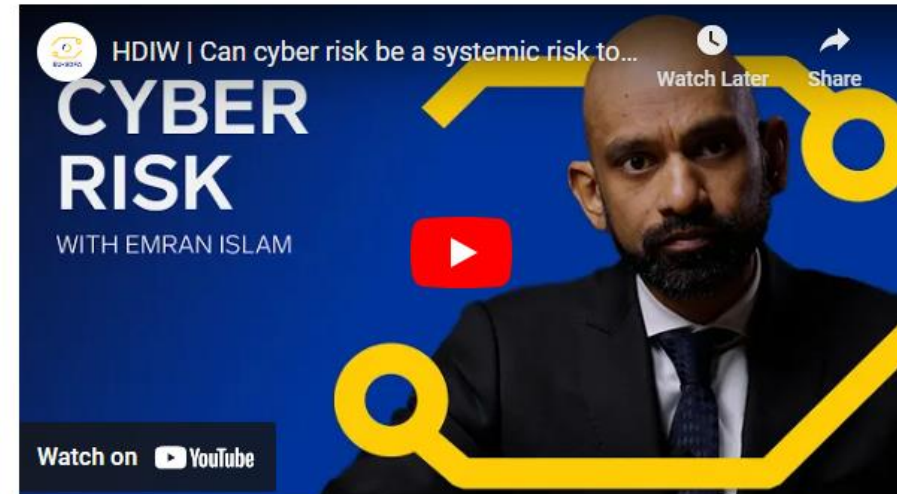 HDIW | Can cyber risk be a systemic risk to...
Watch Later
Share
CYBER
RISK
WITH EMRAN ISLAM
Watch on YouTube